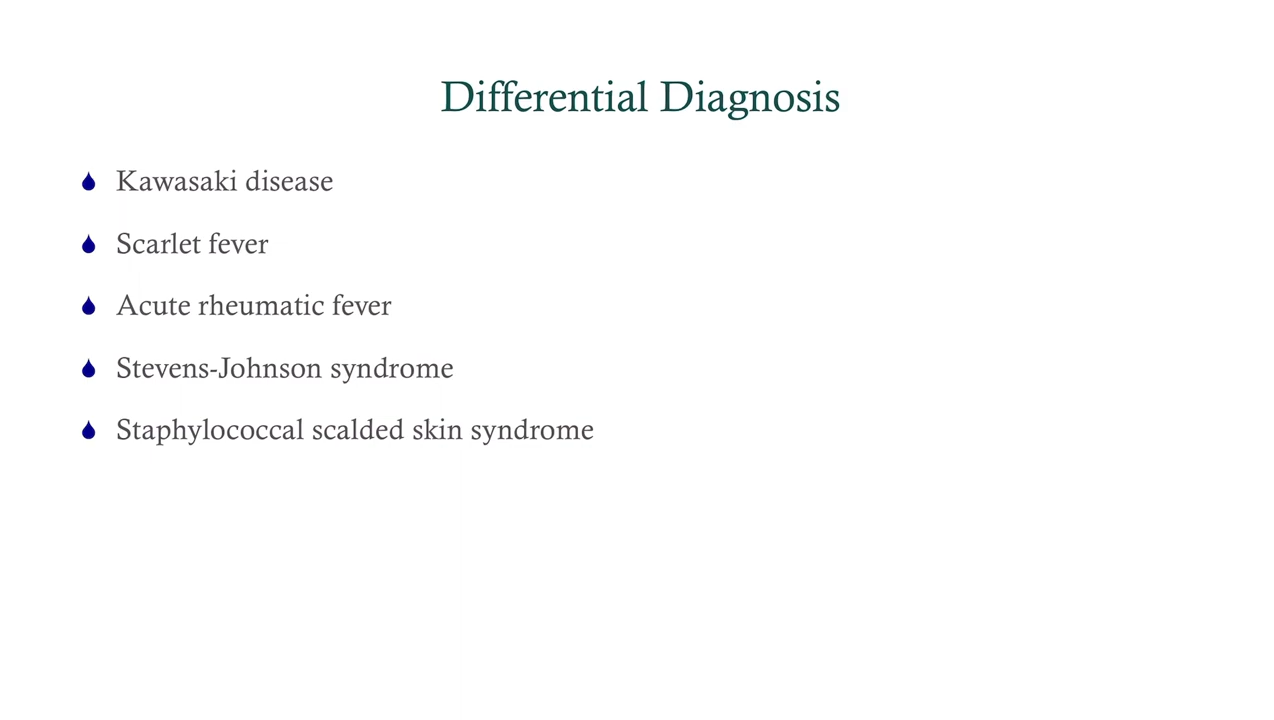 Differential Diagnosis
Kawasaki disease
Scarlet fever
Acute rheumatic fever
Stevens-Johnson syndrome
Staphylococcal scalded skin syndrome